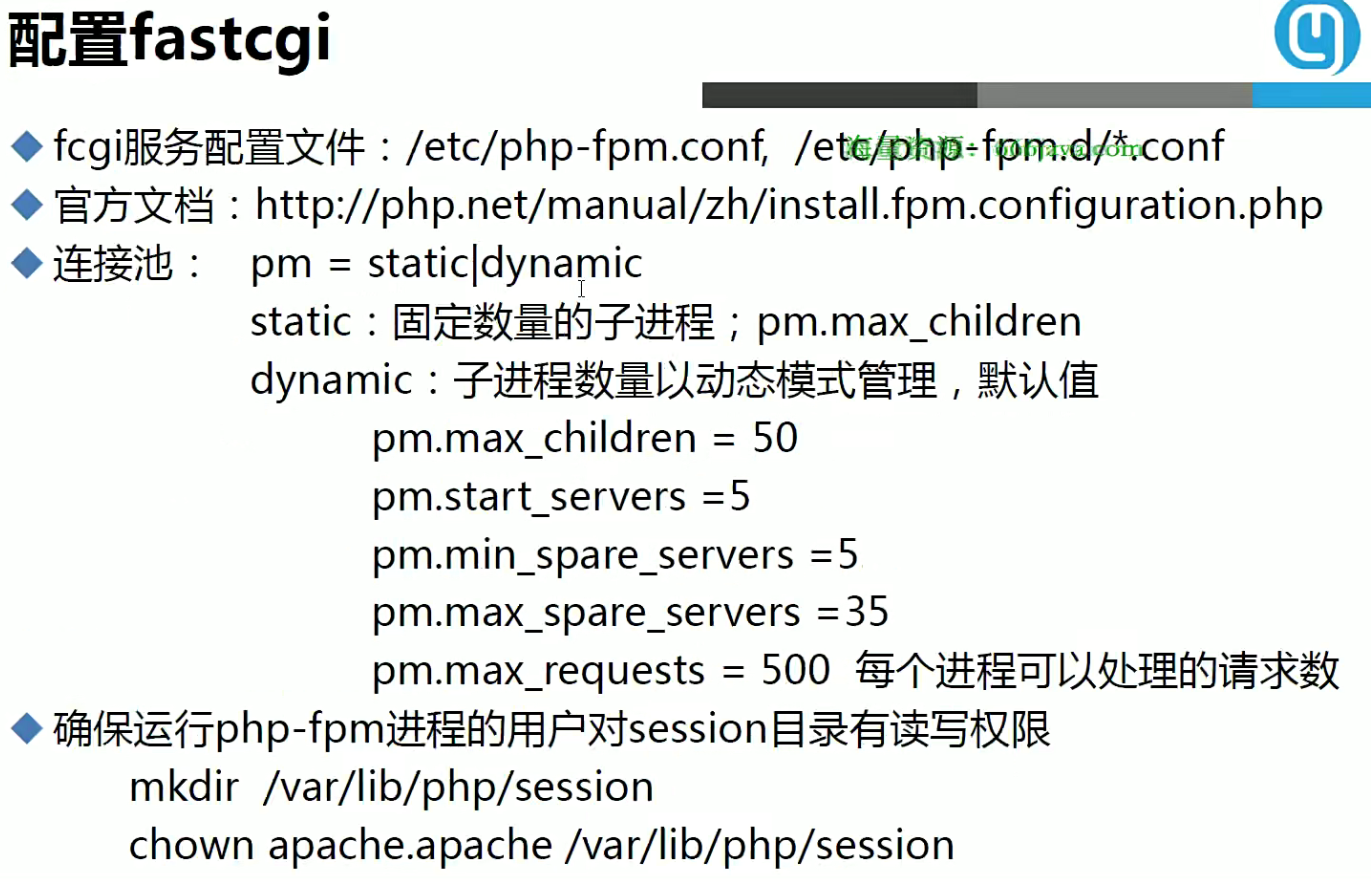 配置fastcgi
fcgi服务配置文件：/etc/php-fpm.conf,  /etc/php-fpm.d/*.conf
海量资源：666java.com
官方文档：http://php.net/manual/zh/install.fpm.configuration.php
连接池： pm = static|dynamic
static：固定数量的子进程；pm.max_children
dynamic：子进程数量以动态模式管理，默认值
pm.max_children = 50
pm.start_servers =5
pm.min_spare_servers =5
pm.max_spare_servers =35
pm.max_requests = 500 每个进程可以处理的请求数
确保运行php-fpm进程的用户对session目录有读写权限
mkdir /var/lib/php/session
chown apache.apache /var/lib/php/session